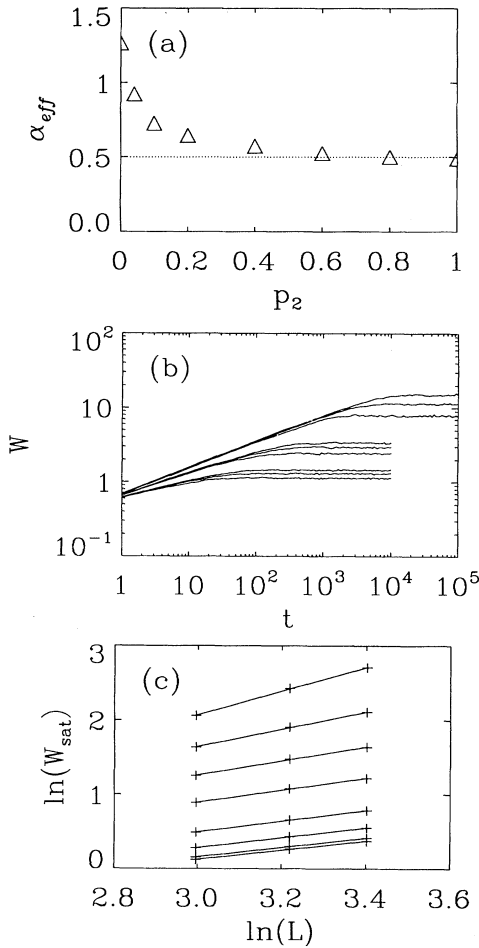 (a)
1.5
1
0.5
0.0
α_eff
0 0.2 0.4 0.6 0.8 1
p₂
(b)
10²
10
1
10⁻¹
W
1 10 10² 10³ 10⁴ 10⁵
t
(c)
3
2
1
0
ln(W_sat)
2.8 3.0 3.2 3.4 3.6
ln(L)